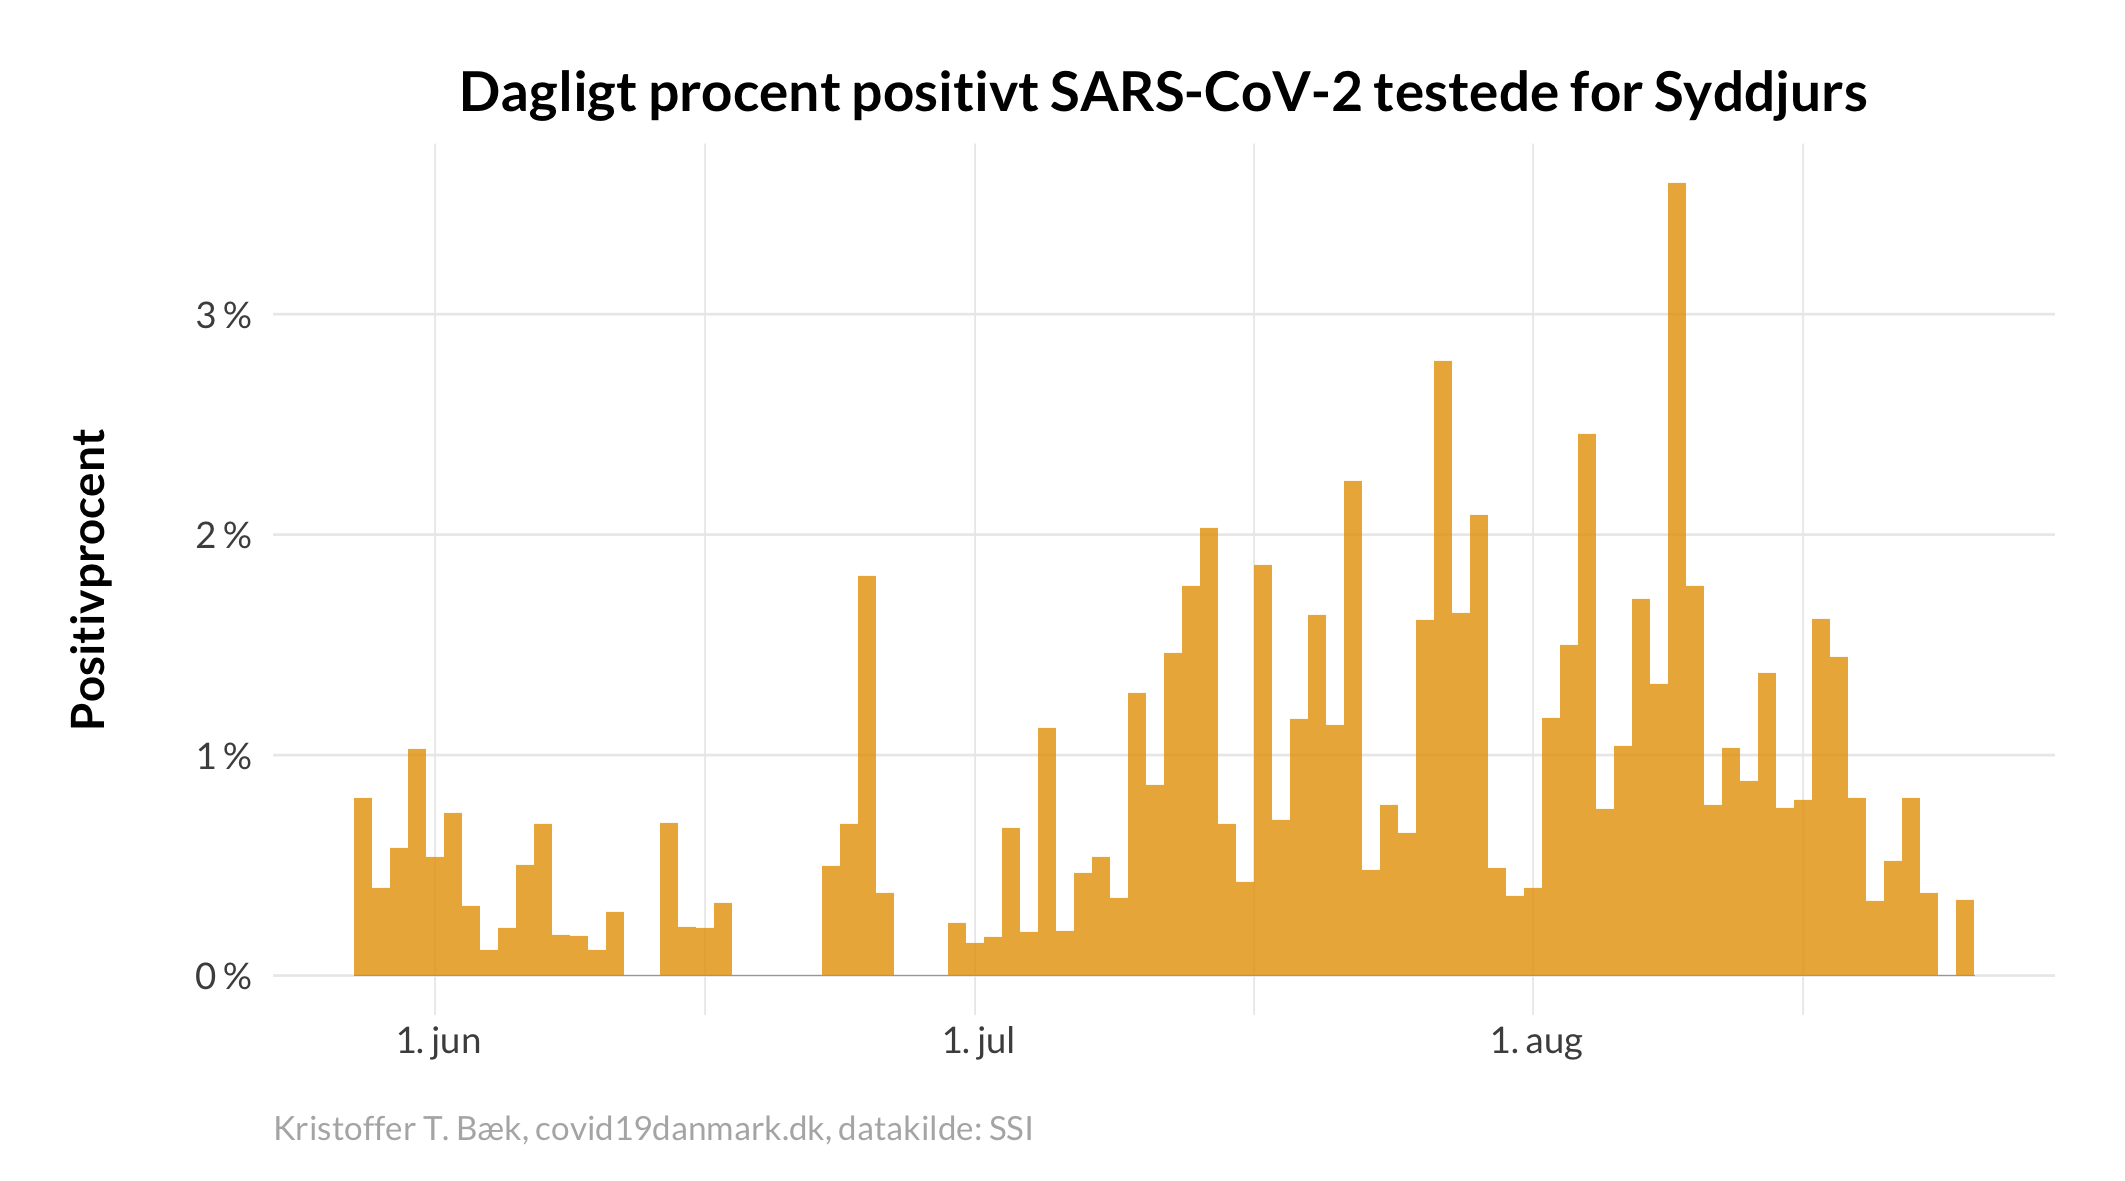 Dagligt procent positivt SARS-CoV-2 testede for Syddjurs
Positivprocent
3 %
2 %
1 %
0 %
1. jun
1. jul
1. aug
Kristoffer T. Bæk, covid19danmark.dk, datakilde: SSI